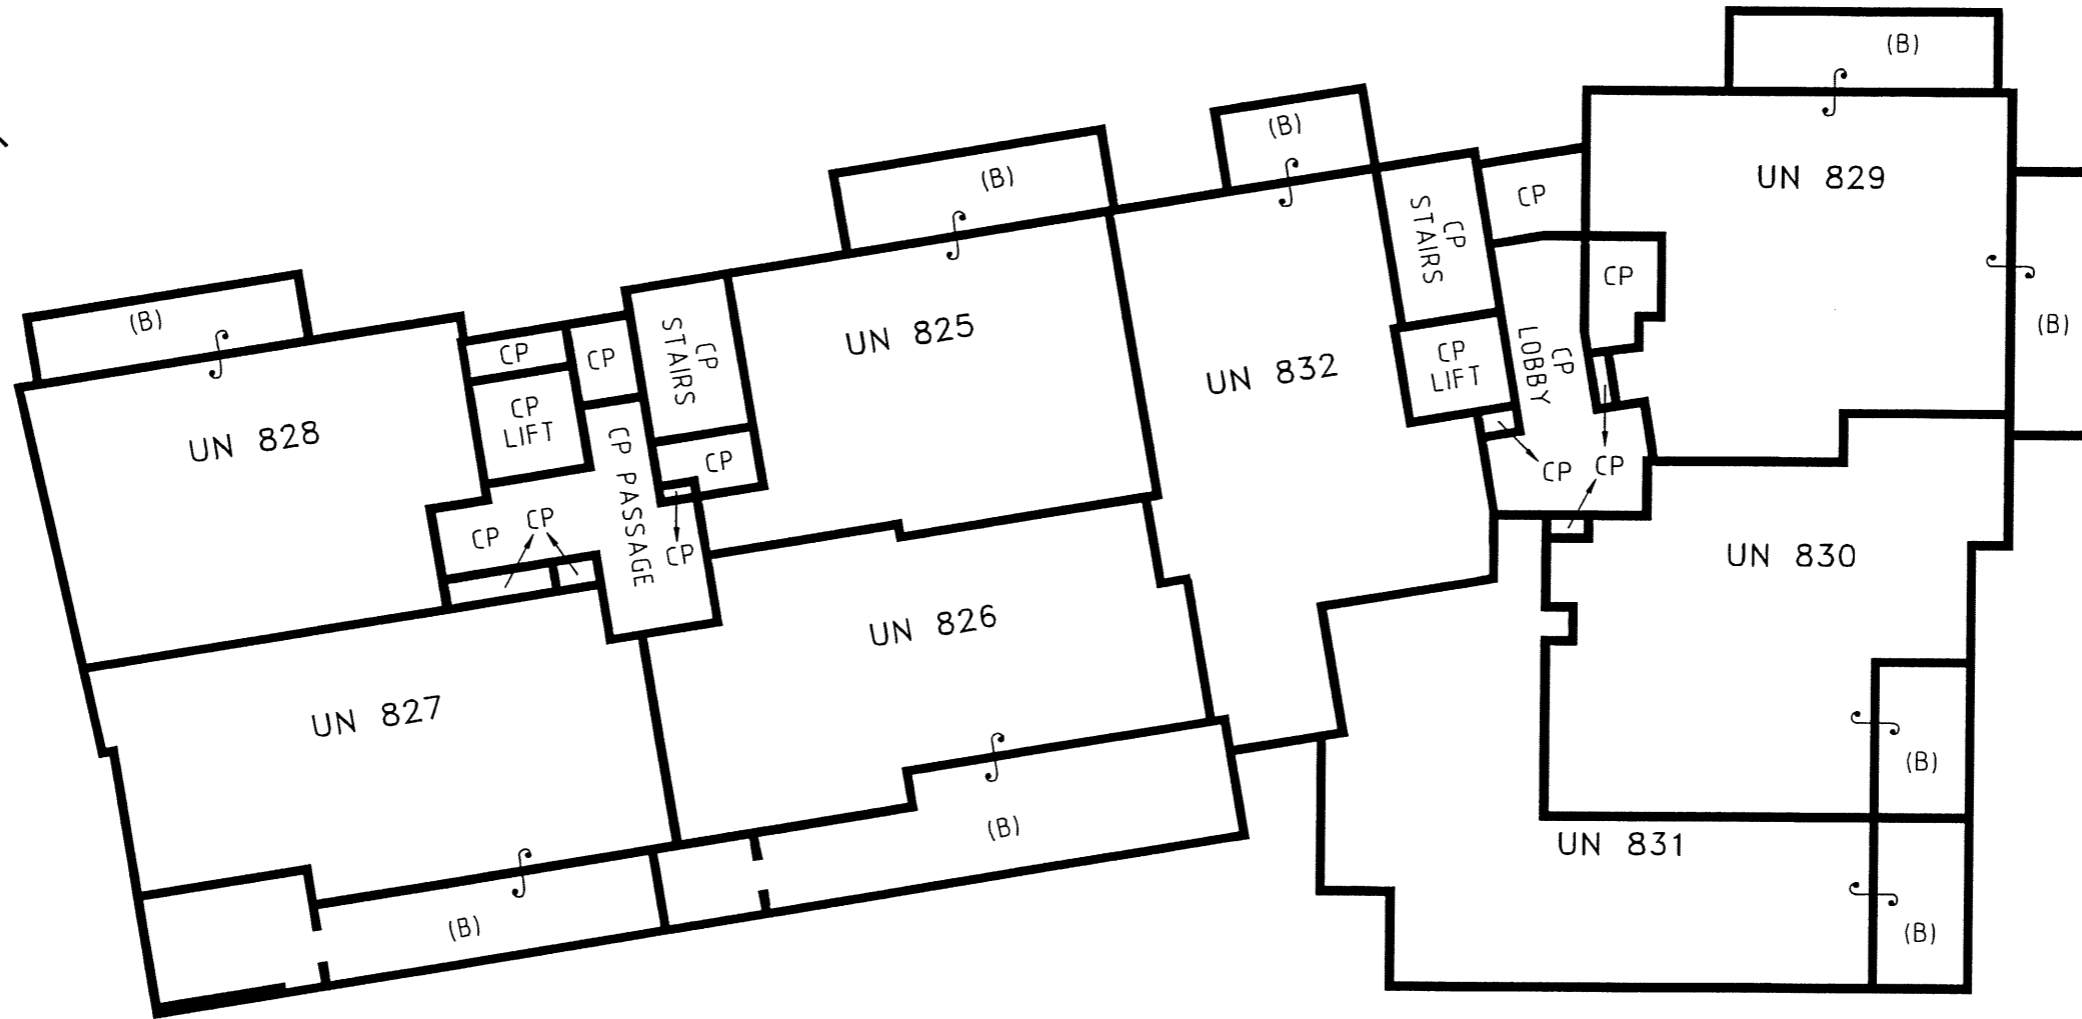 (B)
(B)
(B)
UN 829
(B)
CP
CP
STAIRS
CP
(B)
CP
STAIRS
UN 825
CP
CP
UN 832
CP
LIFT
CP
LOBBY
(B)
UN 828
CP
LIFT
CP PASSAGE
CP
CP
CP
CP
CP
CP
CP
UN 830
UN 826
UN 827
(B)
(B)
UN 831
(B)
(B)